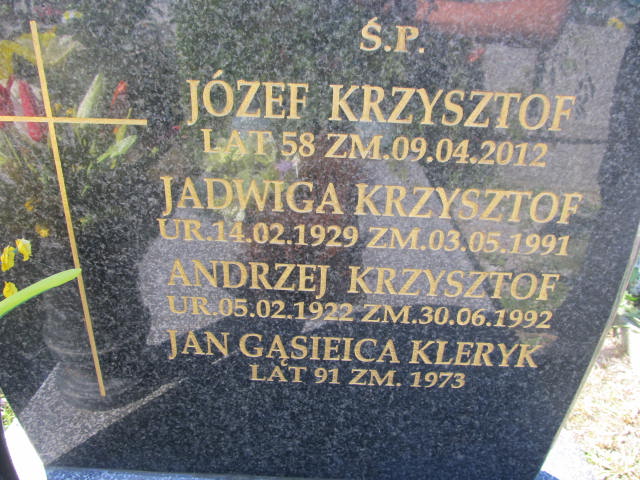 Ś.P.
JÓZEF KRZYSZTOF
LAT 58 ZM.09.04.2012
JADWIGA KRZYSZTOF
UR.14.02.1929 ZM.03.05.1991
ANDRZEJ KRZYSZTOF
UR.05.02.1922 ZM.30.06.1992
JAN GĄSIEICA KLERYK
LAT 91 ZM. 1973